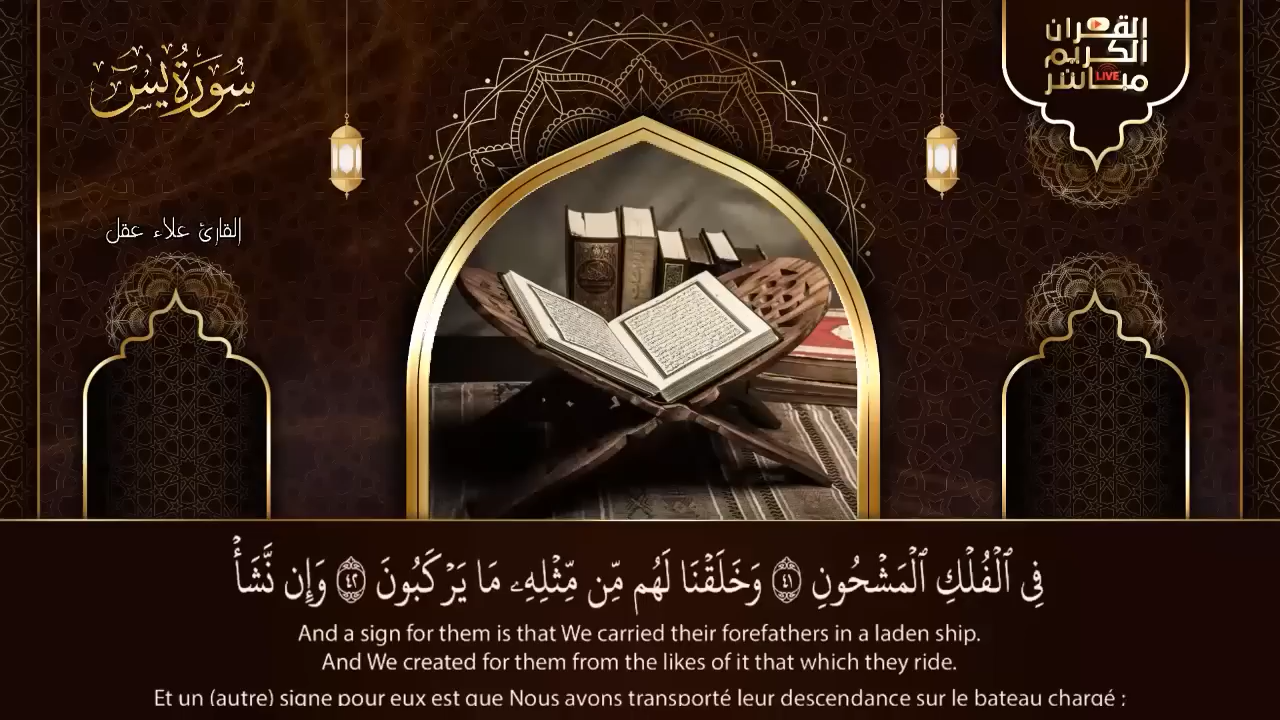 سُورَةُ يسٓ
القرآن
الكريم
مباشر
LIVE
القارئ علاء عقل
فِي ٱلۡفُلۡكِ ٱلۡمَشۡحُونِ ٤١ وَخَلَقۡنَا لَهُم مِّن مِّثۡلِهِۦ مَا يَرۡكَبُونَ ٤٢ وَإِن نَّشَأۡ
And a sign for them is that We carried their forefathers in a laden ship.
And We created for them from the likes of it that which they ride.
Et un (autre) signe pour eux est que Nous avons transporté leur descendance sur le bateau chargé ;